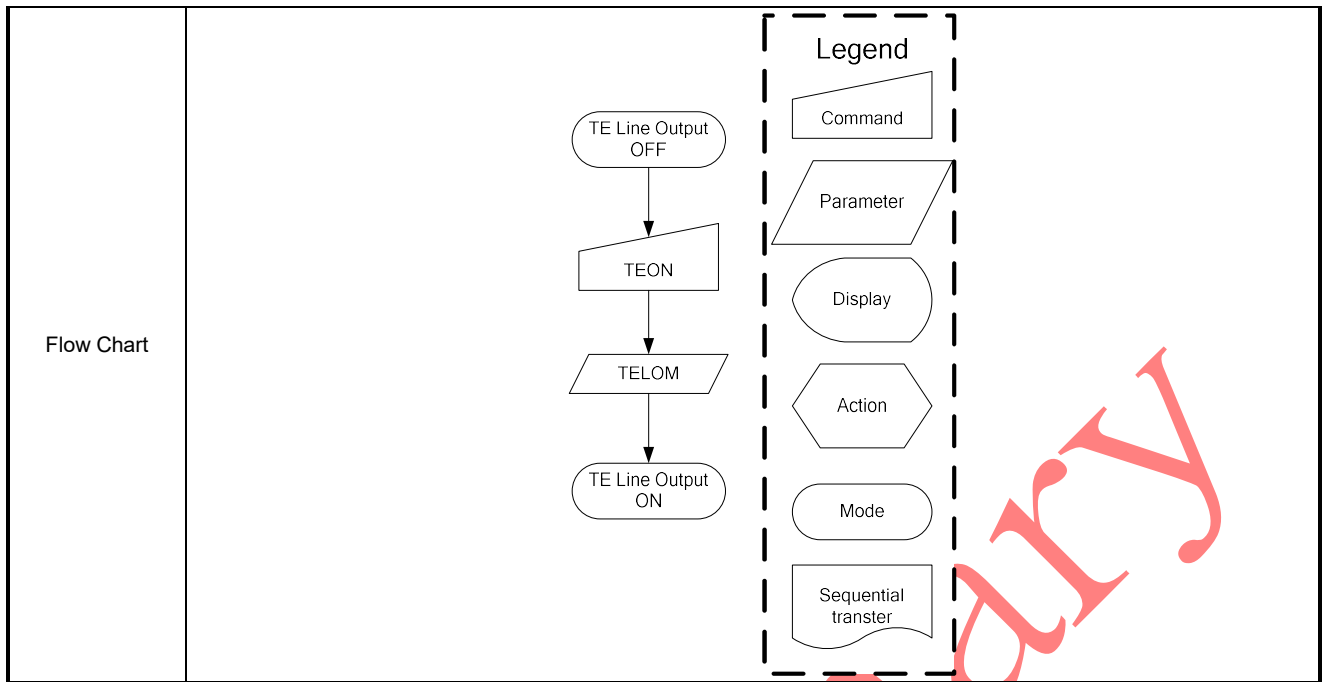 Flow Chart
TE Line Output
OFF
TEON
TELOM
TE Line Output
ON
Legend
Command
Parameter
Display
Action
Mode
Sequential
transter